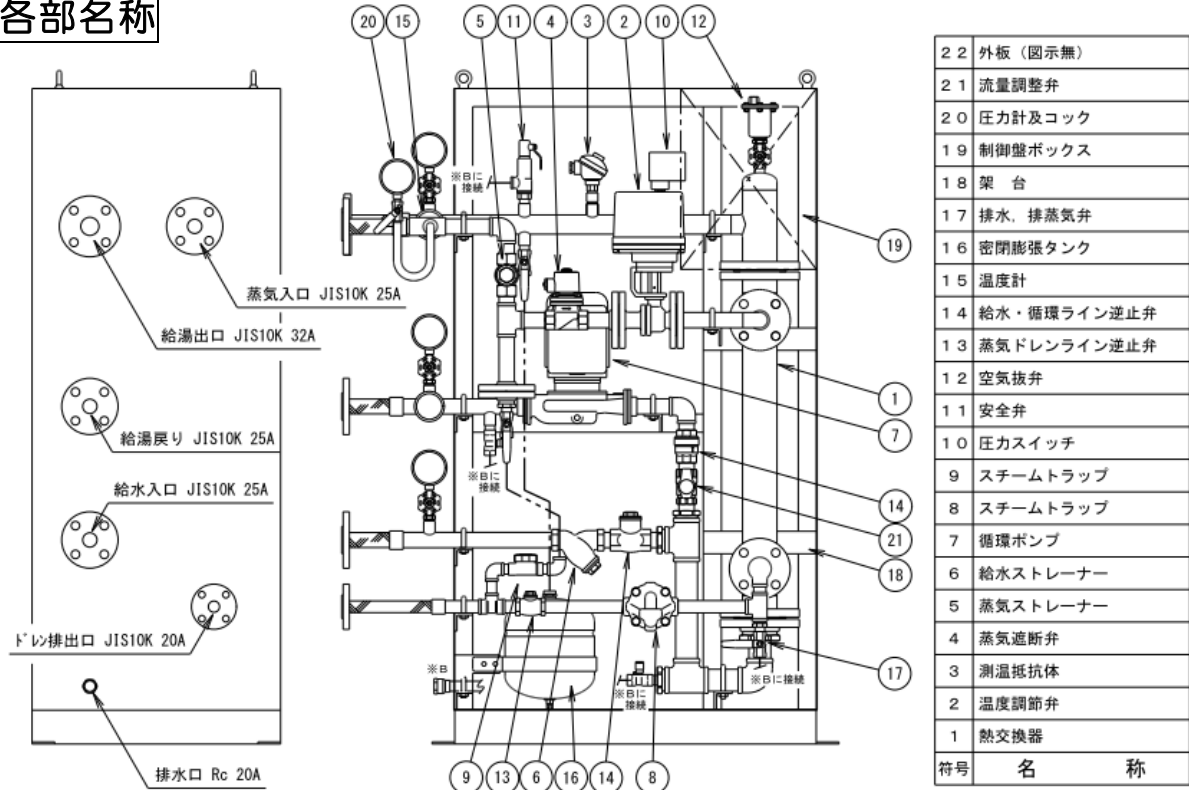 各部名称
20
15
5
11
4
3
2
10
12
※Bに
接続
蒸気入口 JIS10K 25A
給湯出口 JIS10K 32A
給湯戻り JIS10K 25A
給水入口 JIS10K 25A
ドレン排出口 JIS10K 20A
排水口 Rc 20A
※Bに
接続
※B
※Bに
接続
※Bに接続
19
1
7
14
21
18
17
9
13
6
16
14
8
22 外板（図示無）
21 流量調整弁
20 圧力計及コック
19 制御盤ボックス
18 架 台
17 排水，排蒸気弁
16 密閉膨張タンク
15 温度計
14 給水・循環ライン逆止弁
13 蒸気ドレンライン逆止弁
12 空気抜弁
11 安全弁
10 圧力スイッチ
9 スチームトラップ
8 スチームトラップ
7 循環ポンプ
6 給水ストレーナー
5 蒸気ストレーナー
4 蒸気遮断弁
3 測温抵抗体
2 温度調節弁
1 熱交換器
符号 名 称